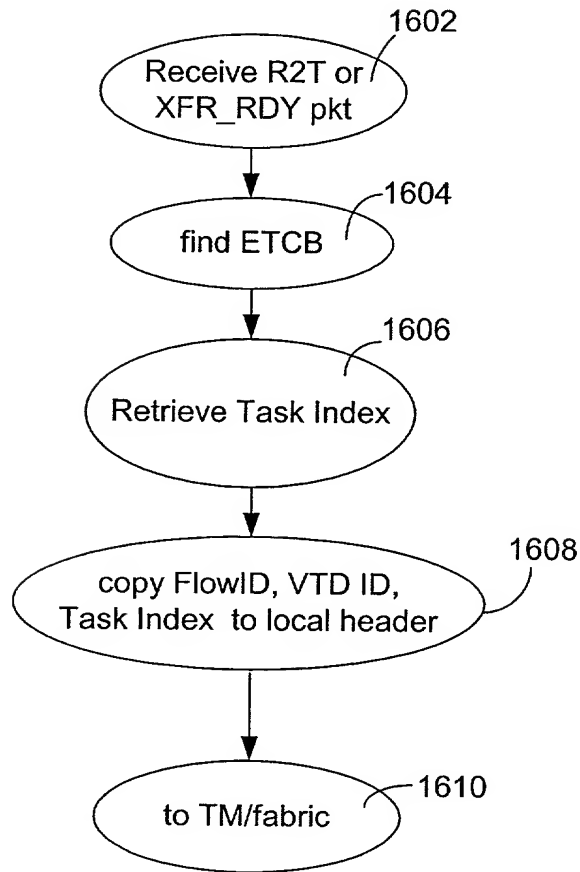 1602
Receive R2T or
XFR_RDY pkt
1604
find ETCB
1606
Retrieve Task Index
1608
copy FlowID, VTD ID,
Task Index to local header
1610
to TM/fabric